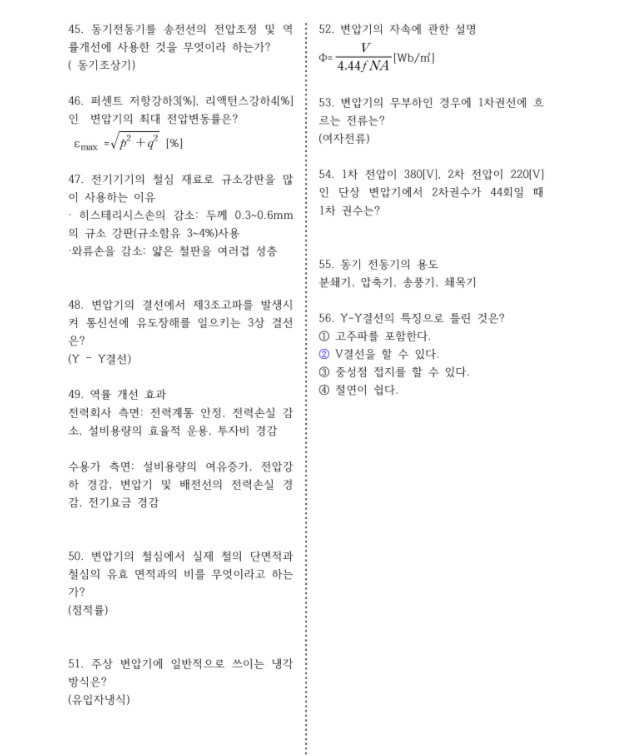 45. 동기전동기를 송전선의 전압조정 및 역
률개선에 사용한 것을 무엇이라 하는가?
( 동기조상기)
46. 퍼센트 저항강하3[%], 리액턴스강하4[%]
인 변압기의 최대 전압변동률은?
εmax =√p² + q² [%]
47. 전기기기의 철심 재료로 규소강판을 많
이 사용하는 이유
· 히스테리시스손의 감소: 두께 0.3~0.6mm
의 규소 강판(규소함유 3~4%)사용
·와류손을 감소: 얇은 철판을 여러겹 성층
48. 변압기의 결선에서 제3조고파를 발생시
켜 통신선에 유도장해를 일으키는 3상 결선
은?
(Y - Y결선)
49. 역률 개선 효과
전력회사 측면: 전력계통 안정, 전력손실 감
소, 설비용량의 효율적 운용, 투자비 경감
수용가 측면: 설비용량의 여유증가, 전압강
하 경감, 변압기 및 배전선의 전력손실 경
감, 전기요금 경감
50. 변압기의 철심에서 실제 철의 단면적과
철심의 유효 면적과의 비를 무엇이라고 하는
가?
(점적률)
51. 주상 변압기에 일반적으로 쓰이는 냉각
방식은?
(유입자냉식)
52. 변압기의 자속에 관한 설명
Φ= V / 4.44fNA [Wb/㎡]
53. 변압기의 무부하인 경우에 1차권선에 흐
르는 전류는?
(여자전류)
54. 1차 전압이 380[V], 2차 전압이 220[V]
인 단상 변압기에서 2차권수가 44회일 때
1차 권수는?
55. 동기 전동기의 용도
분쇄기, 압축기, 송풍기, 쇄목기
56. Y-Y결선의 특징으로 틀린 것은?
① 고주파를 포함한다.
② V결선을 할 수 있다.
③ 중성점 접지를 할 수 있다.
④ 절연이 쉽다.